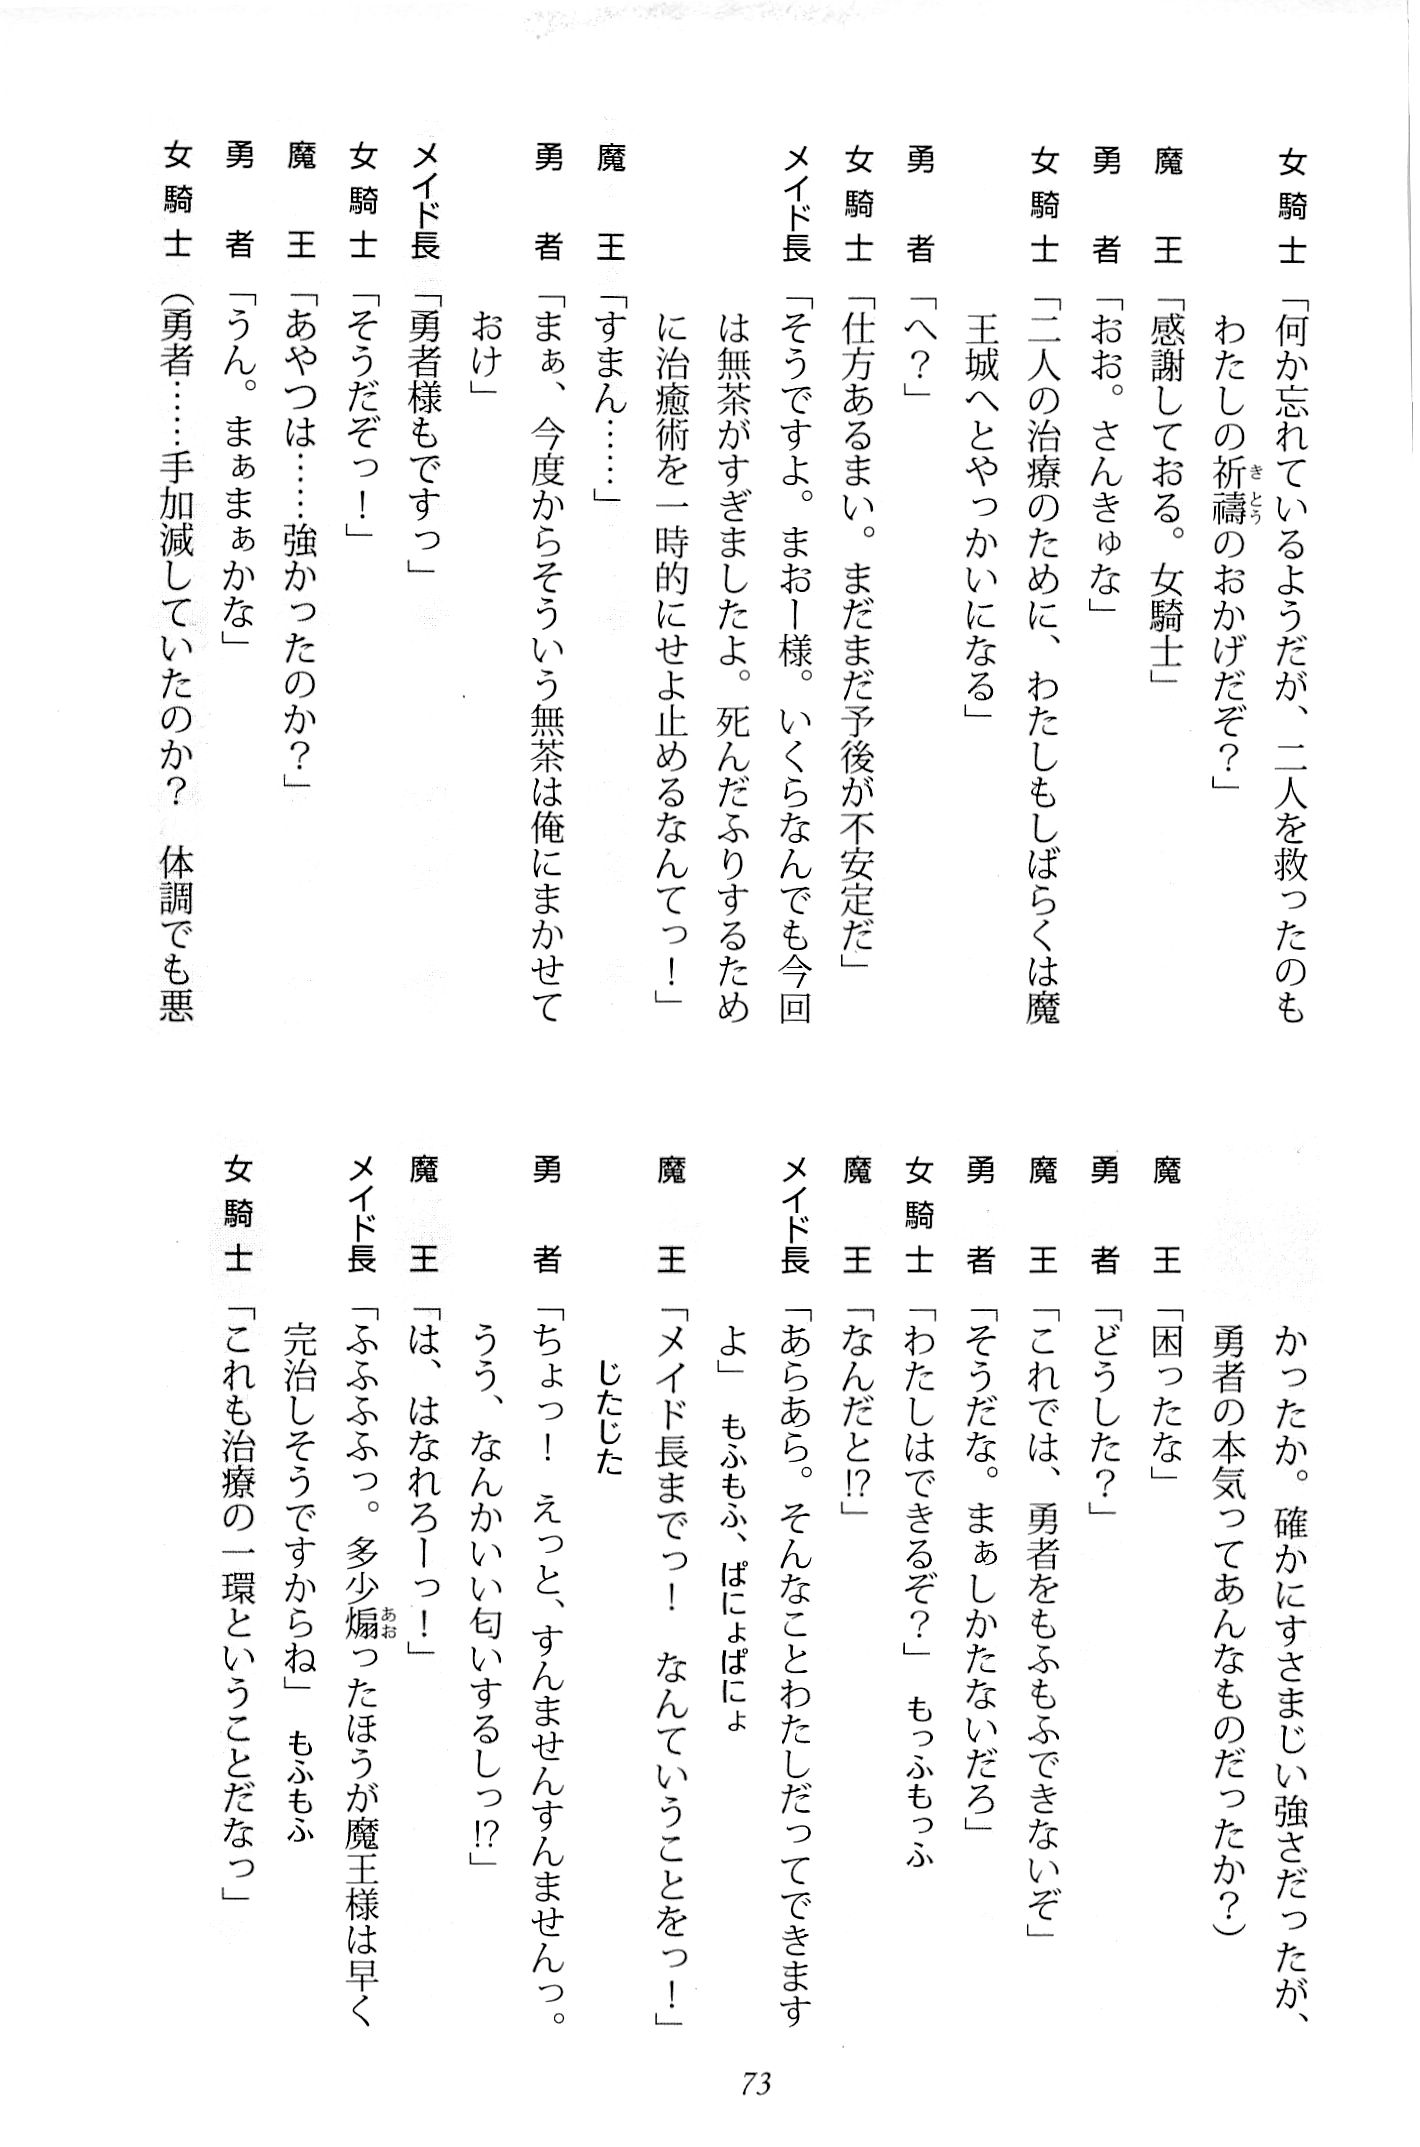 女騎士「何か忘れているようだが、二人を救ったのも
わたしの祈禱のおかげだぞ？」
魔王「感謝しておる。女騎士」
勇者「おお。さんきゅな」
女騎士「二人の治療のために、わたしもしばらくは魔
王城へとやっかいになる」
勇者「へ？」
女騎士「仕方あるまい。まだまだ予後が不安定だ」
メイド長「そうですよ。まおー様。いくらなんでも今回
は無茶がすぎましたよ。死んだふりするため
に治癒術を一時的にせよ止めるなんてっ！」
魔王「すまん……」
勇者「まぁ、今度からそういう無茶は俺にまかせて
おけ」
メイド長「勇者様もですっ」
女騎士「そうだぞっ！」
魔王「あやつは……強かったのか？」
勇者「うん。まぁまぁかな」
女騎士（勇者……手加減していたのか？　体調でも悪
かったか。確かにすさまじい強さだったが、
勇者の本気ってあんなものだったか？）
魔王「困ったな」
勇者「どうした？」
魔王「これでは、勇者をもふもふできないぞ」
勇者「そうだな。まぁしかたないだろ」
女騎士「わたしはできるぞ？」　もっふもっふ
魔王「なんだと!?」
メイド長「あらあら。そんなことわたしだってできます
よ」　もふもふ、ぱにょぱにょ
魔王「メイド長までっ！　なんていうことをっ！」
じたじた
勇者「ちょっ！　えっと、すんませんすんませんっ。
うう、なんかいい匂いするしっ!?」
魔王「は、はなれろーっ！」
メイド長「ふふふふっ。多少煽ったほうが魔王様は早く
完治しそうですからね」　もふもふ
女騎士「これも治療の一環ということだなっ」
きとう
あお
73